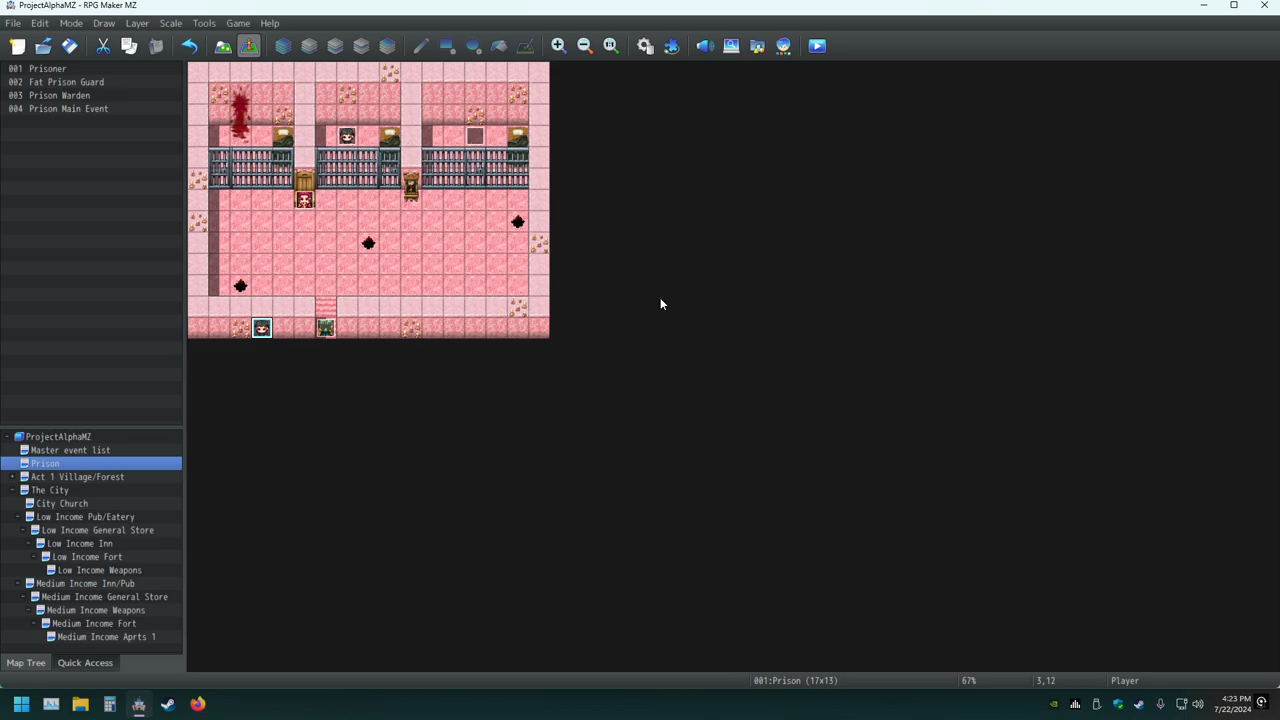 ProjectAlphaMZ - RPG Maker MZ
File Edit Mode Draw Layer Scale Tools Game Help
001 Prisoner
002 Fat Prison Guard
003 Prison Warden
004 Prison Main Event
ProjectAlphaMZ
Master event list
Prison
Act 1 Village/Forest
The City
City Church
Low Income Pub/Eatery
Low Income General Store
Low Income Inn
Low Income Fort
Low Income Weapons
Medium Income Inn/Pub
Medium Income General Store
Medium Income Weapons
Medium Income Fort
Medium Income Aprts 1
Map Tree Quick Access
001:Prison (17x13) 67% 3,12 Player
4:23 PM
7/22/2024